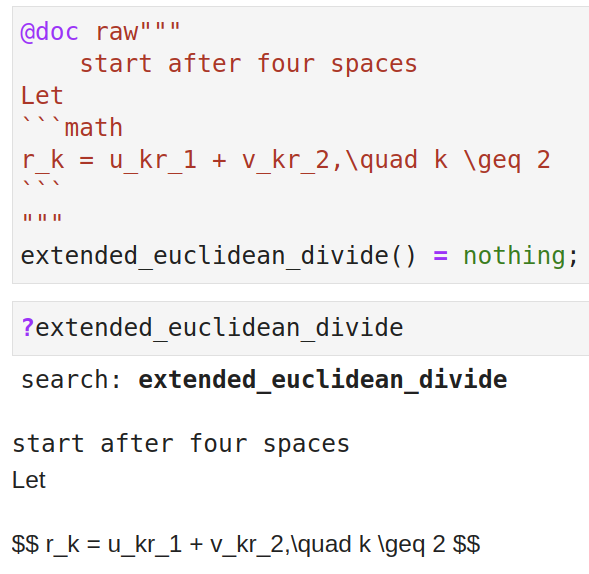 @doc raw"""
    start after four spaces
Let
```math
r_k = u_kr_1 + v_kr_2,\quad k \geq 2
```
"""
extended_euclidean_divide() = nothing;
?extended_euclidean_divide
search: extended_euclidean_divide
start after four spaces
Let
$$ r_k = u_kr_1 + v_kr_2,\quad k \geq 2 $$